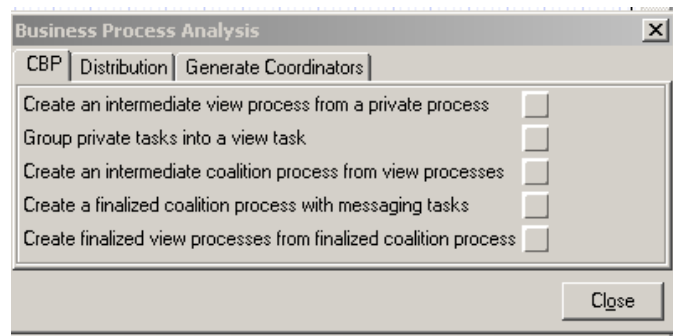 Business Process Analysis
CBP Distribution Generate Coordinators
Create an intermediate view process from a private process
Group private tasks into a view task
Create an intermediate coalition process from view processes
Create a finalized coalition process with messaging tasks
Create finalized view processes from finalized coalition process
Close